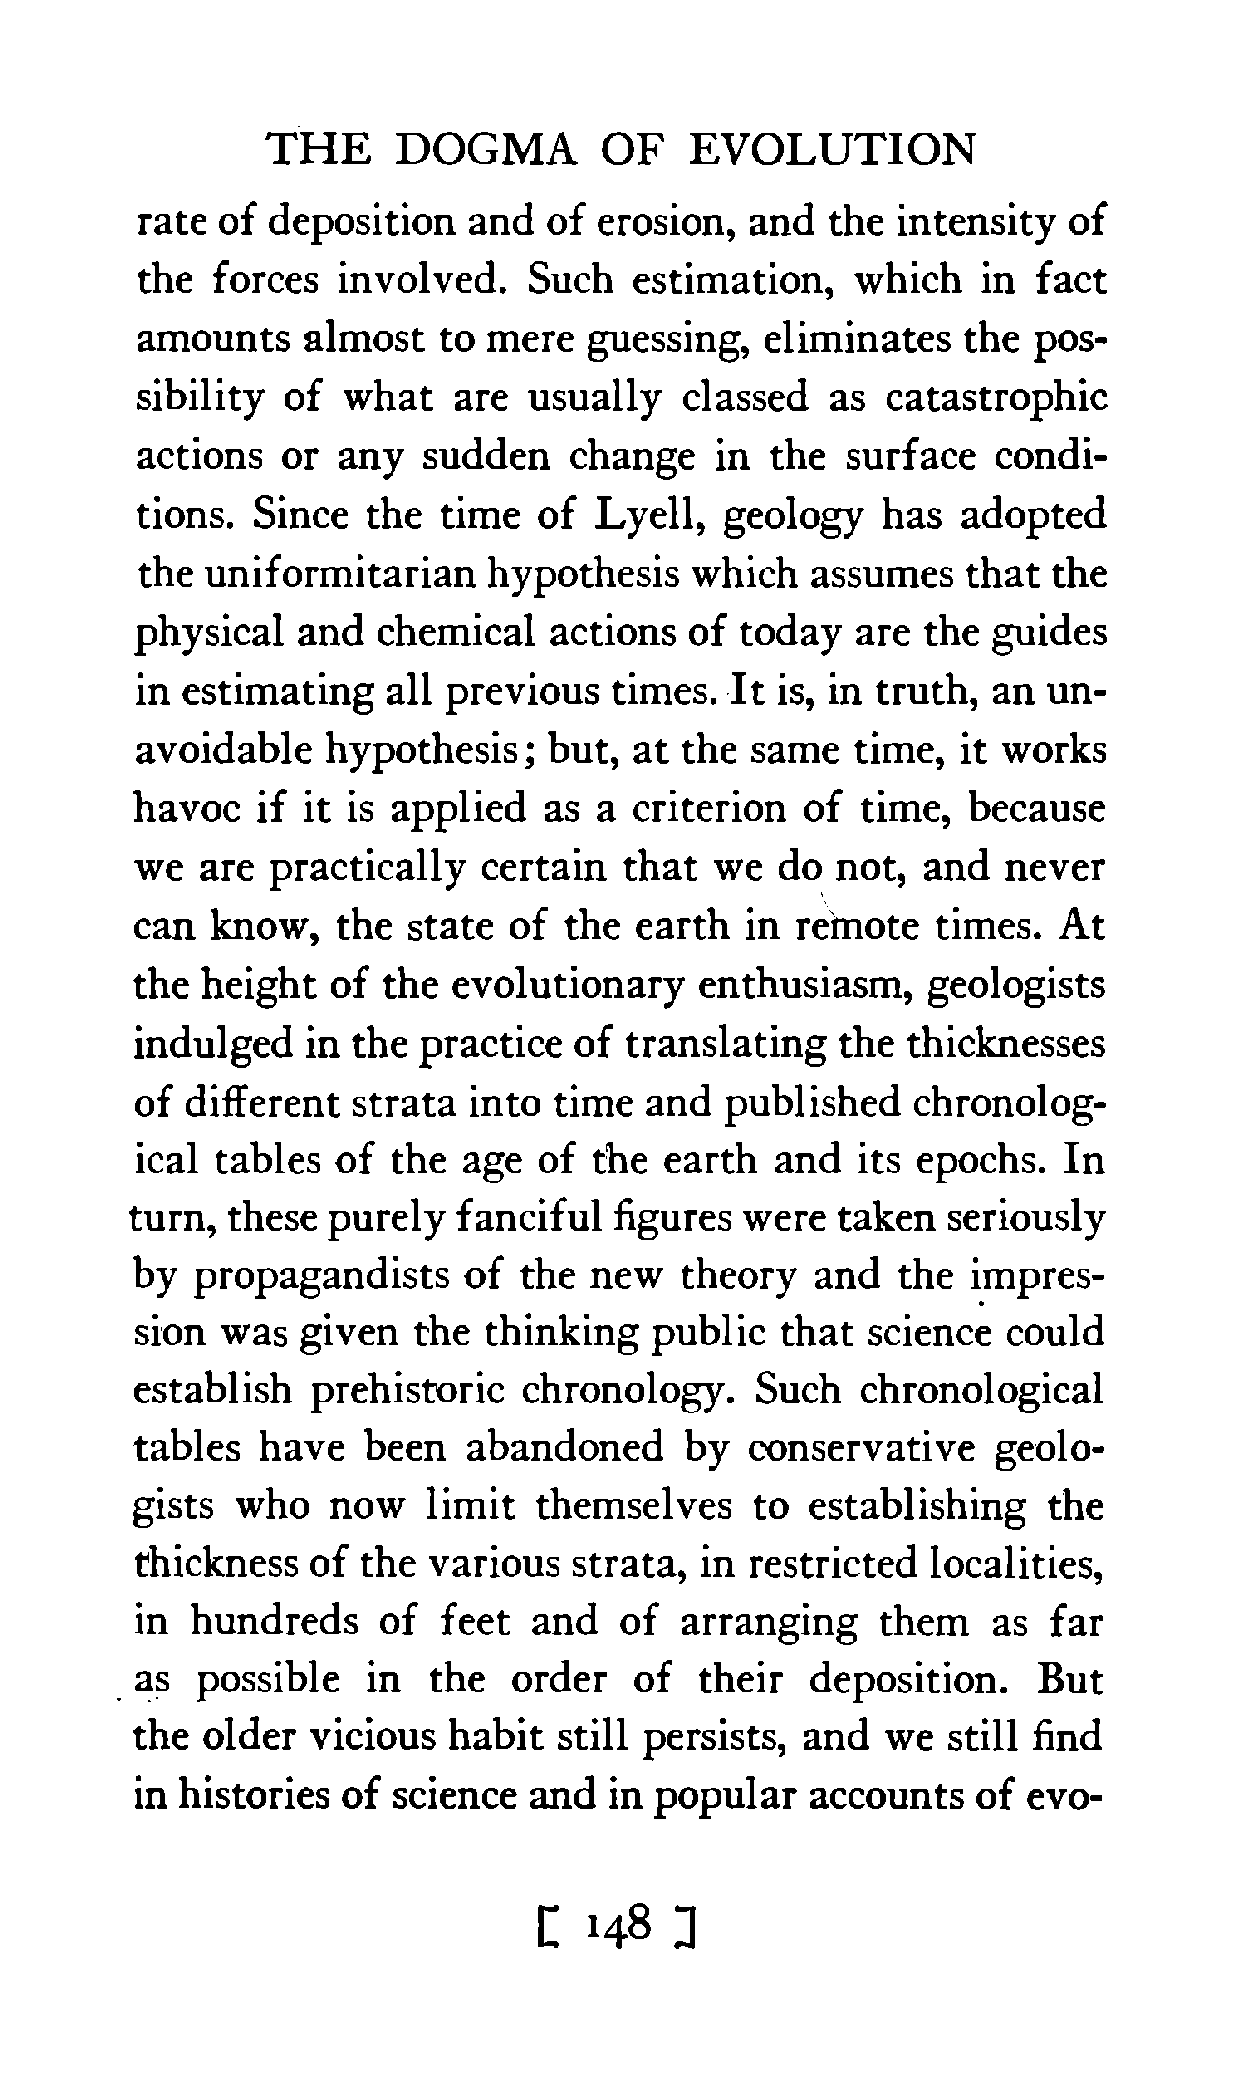 THE DOGMA OF EVOLUTION
rate of deposition and of erosion, and the intensity of
the forces involved. Such estimation, which in fact
amounts almost to mere guessing, eliminates the pos-
sibility of what are usually classed as catastrophic
actions or any sudden change in the surface condi-
tions. Since the time of Lyell, geology has adopted
the uniformitarian hypothesis which assumes that the
physical and chemical actions of today are the guides
in estimating all previous times. It is, in truth, an un-
avoidable hypothesis; but, at the same time, it works
havoc if it is applied as a criterion of time, because
we are practically certain that we do not, and never
can know, the state of the earth in remote times. At
the height of the evolutionary enthusiasm, geologists
indulged in the practice of translating the thicknesses
of different strata into time and published chronolog-
ical tables of the age of the earth and its epochs. In
turn, these purely fanciful figures were taken seriously
by propagandists of the new theory and the impres-
sion was given the thinking public that science could
establish prehistoric chronology. Such chronological
tables have been abandoned by conservative geolo-
gists who now limit themselves to establishing the
thickness of the various strata, in restricted localities,
in hundreds of feet and of arranging them as far
as possible in the order of their deposition. But
the older vicious habit still persists, and we still find
in histories of science and in popular accounts of evo-
[ 148 ]